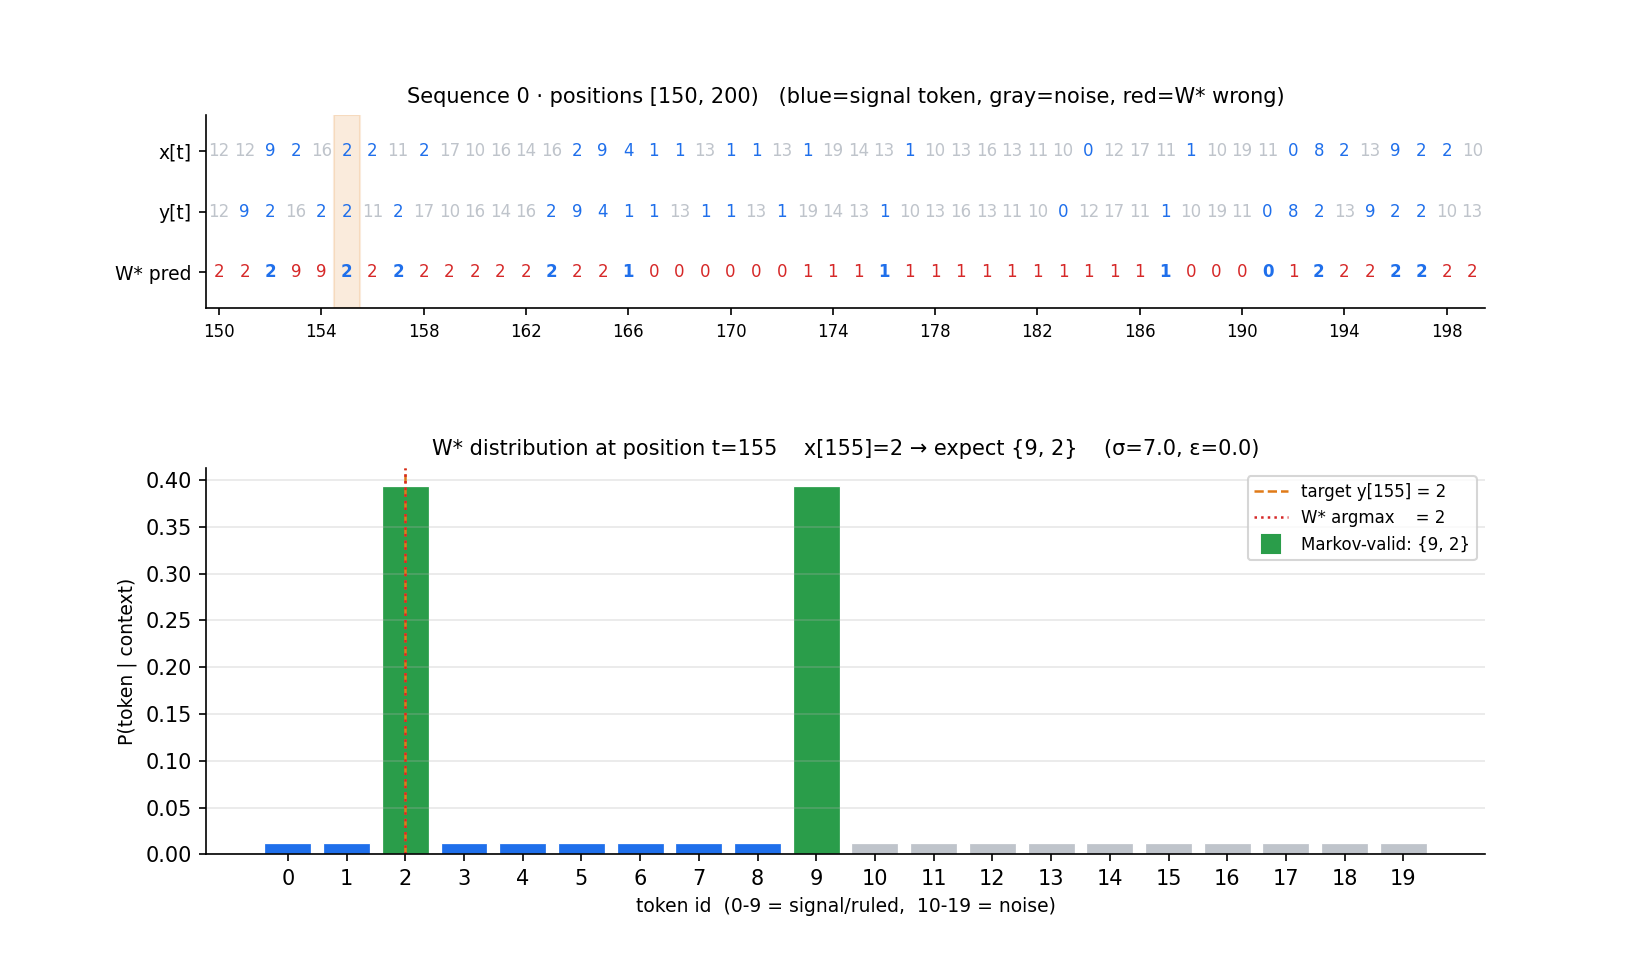 Sequence 0 · positions [150, 200)   (blue=signal token, gray=noise, red=W* wrong)
x[t] 12 12 9 2 16 2 2 11 2 17 10 16 14 16 2 9 4 1 1 13 1 1 13 1 19 14 13 1 10 13 16 13 11 10 0 12 17 11 1 10 19 11 0 8 2 13 9 2 2 10
y[t] 12 9 2 16 2 2 11 2 17 10 16 14 16 2 9 4 1 1 13 1 1 13 1 19 14 13 1 10 13 16 13 11 10 0 12 17 11 1 10 19 11 0 8 2 13 9 2 2 10 13
W* pred 2 2 2 9 9 2 2 2 2 2 2 2 2 2 2 2 1 0 0 0 0 0 0 1 1 1 1 1 1 1 1 1 1 1 1 1 1 1 0 0 0 0 1 2 2 2 2 2 2 2
150 154 158 162 166 170 174 178 182 186 190 194 198
W* distribution at position t=155    x[155]=2 → expect {9, 2}    (σ=7.0, ε=0.0)
target y[155] = 2
W* argmax    = 2
Markov-valid: {9, 2}
P(token | context)
0.40
0.35
0.30
0.25
0.20
0.15
0.10
0.05
0.00
0 1 2 3 4 5 6 7 8 9 10 11 12 13 14 15 16 17 18 19
token id  (0-9 = signal/ruled,  10-19 = noise)